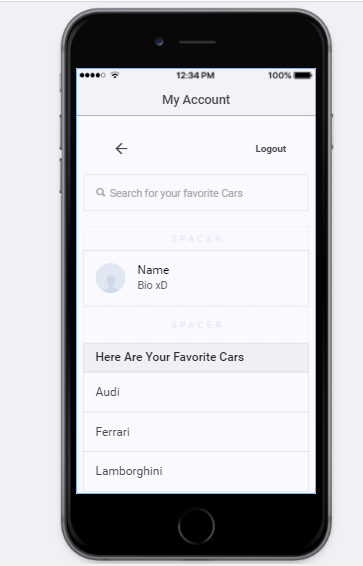 12:34 PM 100%
My Account
Logout
Search for your favorite Cars
SPACER
Name
Bio xD
SPACER
Here Are Your Favorite Cars
Audi
Ferrari
Lamborghini